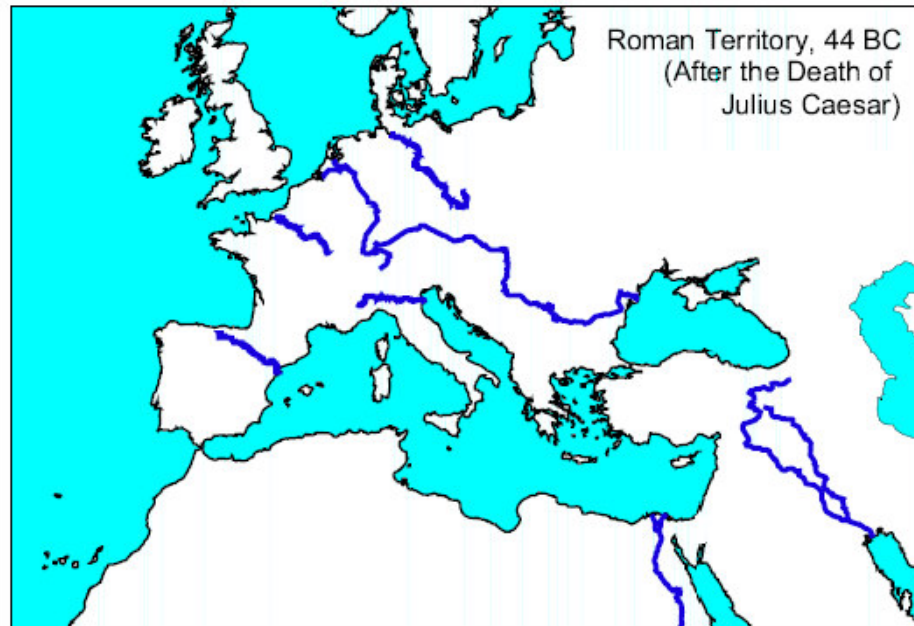 Roman Territory, 44 BC
(After the Death of
Julius Caesar)